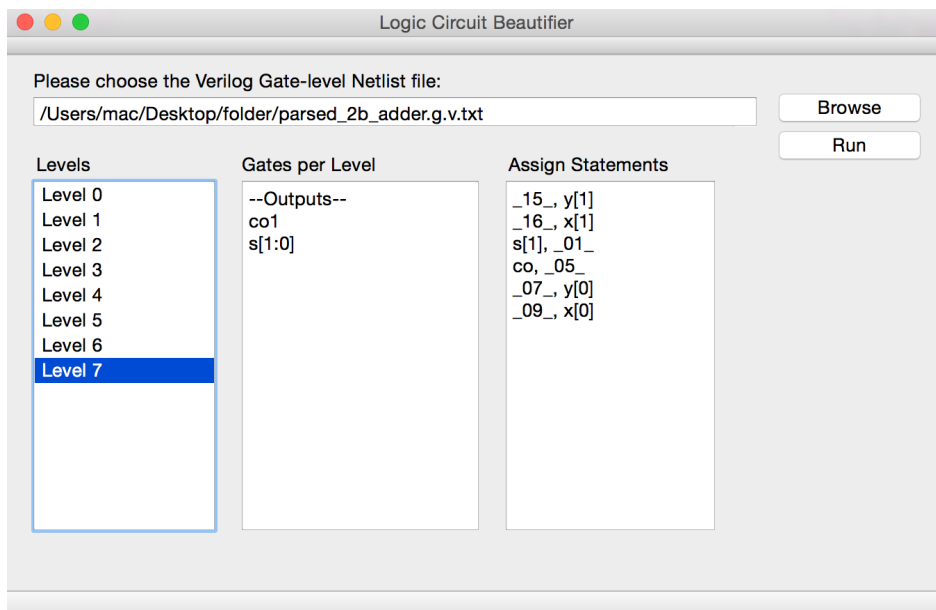 Logic Circuit Beautifier
Please choose the Verilog Gate-level Netlist file:
/Users/mac/Desktop/folder/parsed_2b_adder.g.v.txt
Browse
Run
Levels
Level 0
Level 1
Level 2
Level 3
Level 4
Level 5
Level 6
Level 7
Gates per Level
--Outputs--
co1
s[1:0]
Assign Statements
_15_, y[1]
_16_, x[1]
s[1], _01_
co, _05_
_07_, y[0]
_09_, x[0]